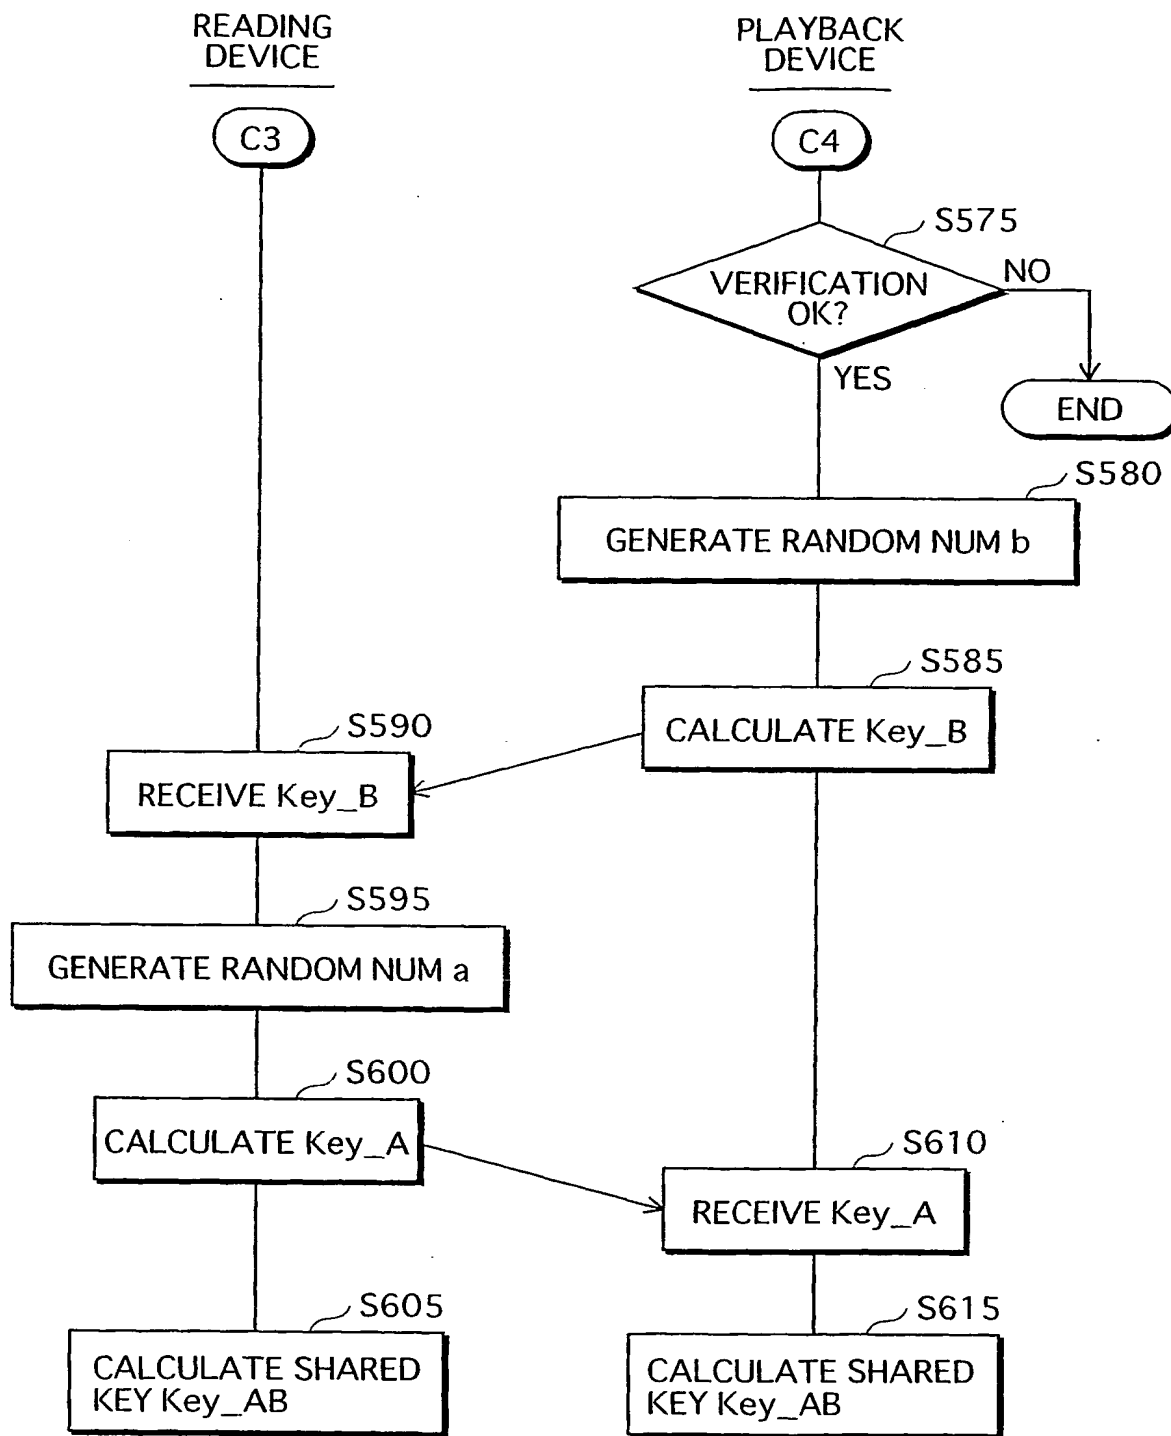 READING
DEVICE
PLAYBACK
DEVICE
C3
C4
S575
VERIFICATION
OK?
NO
YES
END
S580
GENERATE RANDOM NUM b
S585
CALCULATE Key_B
S590
RECEIVE Key_B
S595
GENERATE RANDOM NUM a
S600
CALCULATE Key_A
S610
RECEIVE Key_A
S605
CALCULATE SHARED
KEY Key_AB
S615
CALCULATE SHARED
KEY Key_AB